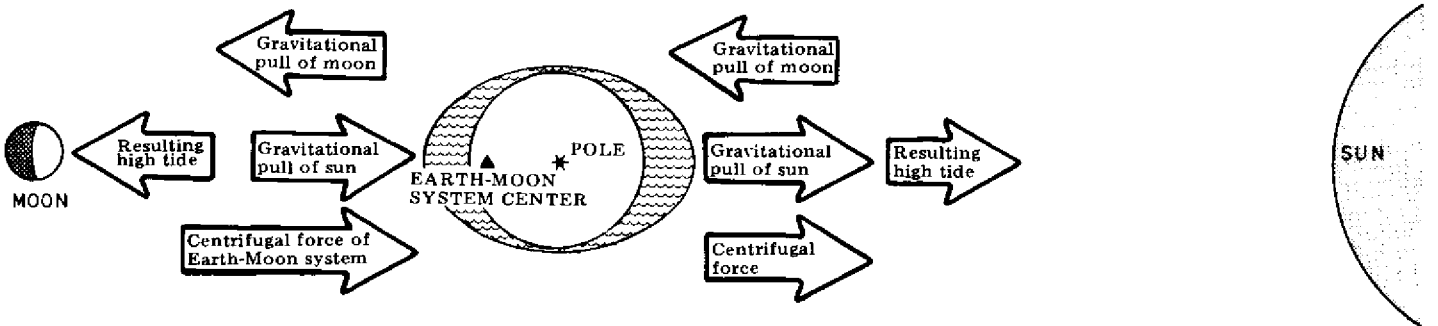 Gravitational
pull of moon
Gravitational
pull of moon
Resulting
high tide
Gravitational
pull of sun
POLE
EARTH-MOON
SYSTEM CENTER
Gravitational
pull of sun
Resulting
high tide
SUN
MOON
Centrifugal force of
Earth-Moon system
Centrifugal
force